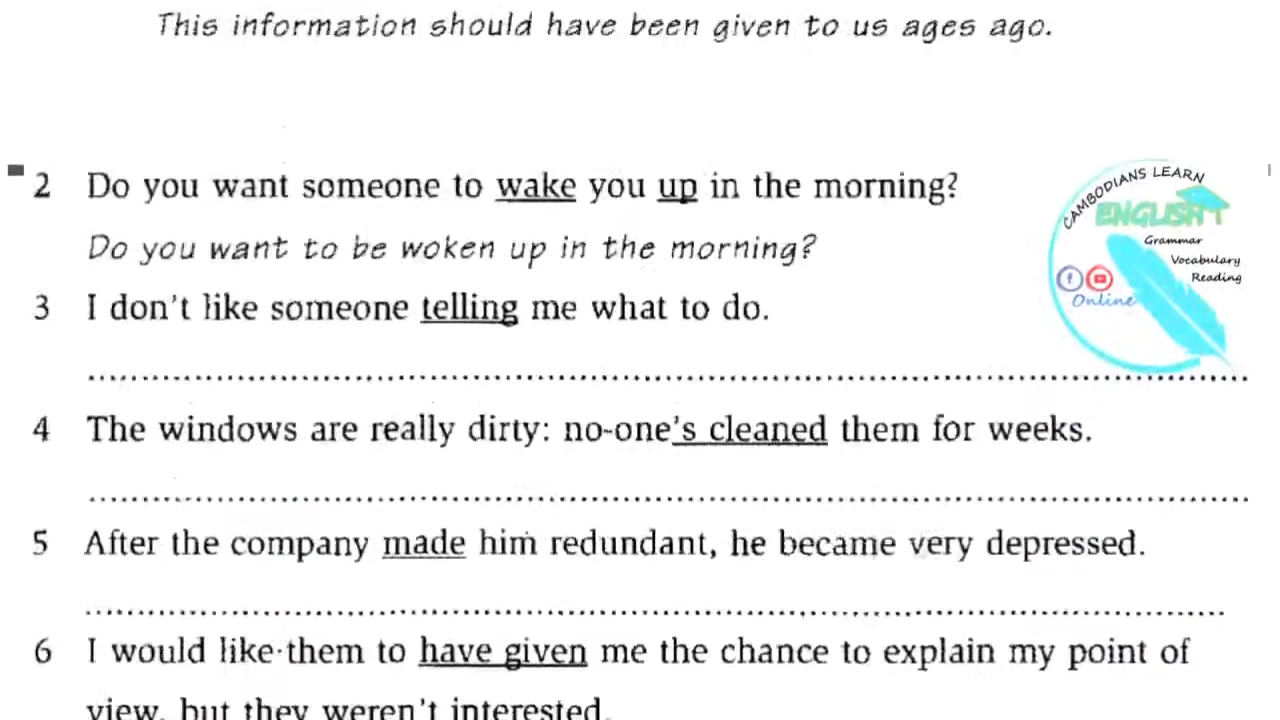 This information should have been given to us ages ago.
2 Do you want someone to wake you up in the morning?
Do you want to be woken up in the morning?
3 I don't like someone telling me what to do.
4 The windows are really dirty: no-one's cleaned them for weeks.
5 After the company made him redundant, he became very depressed.
6 I would like them to have given me the chance to explain my point of
view, but they weren't interested.
CAMBODIANS LEARN
ENGLISH
Grammar
Vocabulary
Reading
Online